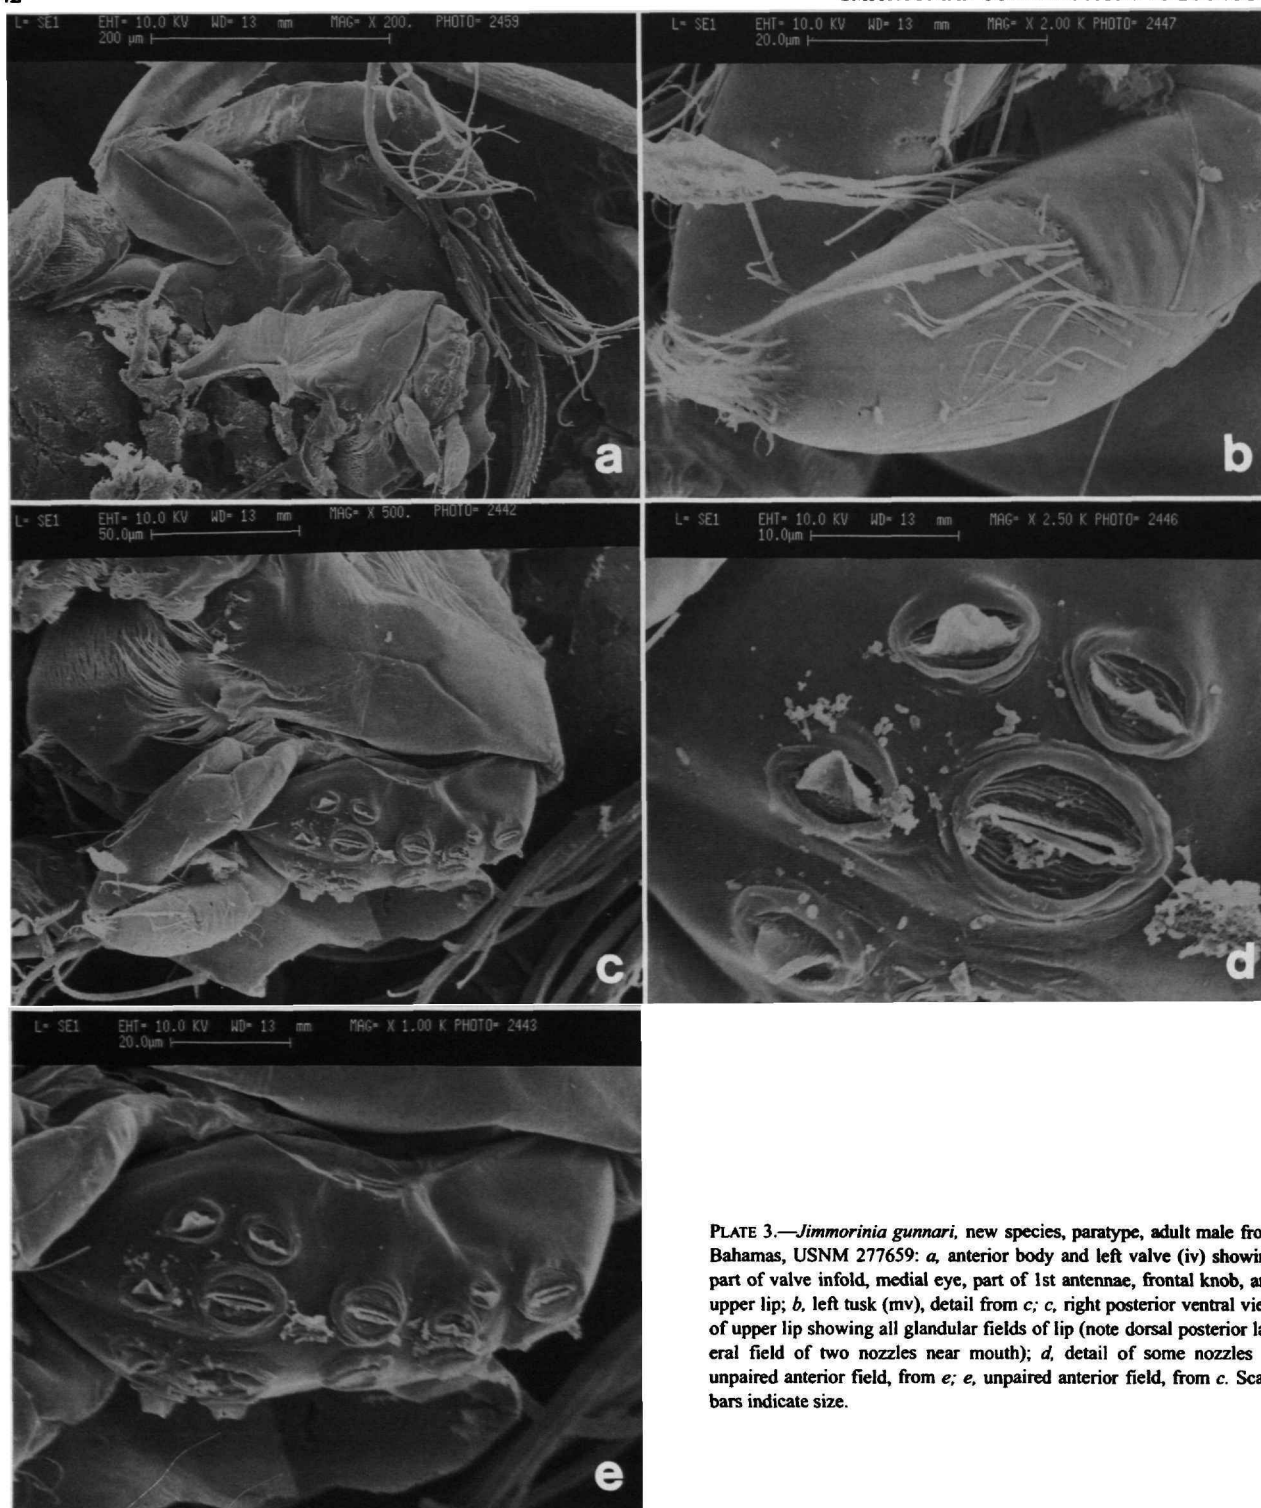 L= SE1 EHT= 10.0 KV WD= 13 mm MAG= X 200. PHOTO= 2459
200 µm
a
L= SE1 EHT= 10.0 KV WD= 13 mm MAG= X 2.00 K PHOTO= 2447
20.0µm
b
L= SE1 EHT= 10.0 KV WD= 13 mm MAG= X 500. PHOTO= 2442
50.0µm
c
L= SE1 EHT= 10.0 KV WD= 13 mm MAG= X 2.50 K PHOTO= 2446
10.0µm
d
L= SE1 EHT= 10.0 KV WD= 13 mm MAG= X 1.00 K PHOTO= 2443
20.0µm
e
PLATE 3.—Jimmorinia gunnari, new species, paratype, adult male fro
Bahamas, USNM 277659: a, anterior body and left valve (iv) showin
part of valve infold, medial eye, part of 1st antennae, frontal knob, an
upper lip; b, left tusk (mv), detail from c; c, right posterior ventral vie
of upper lip showing all glandular fields of lip (note dorsal posterior la
eral field of two nozzles near mouth); d, detail of some nozzles
unpaired anterior field, from e; e, unpaired anterior field, from c. Sca
bars indicate size.